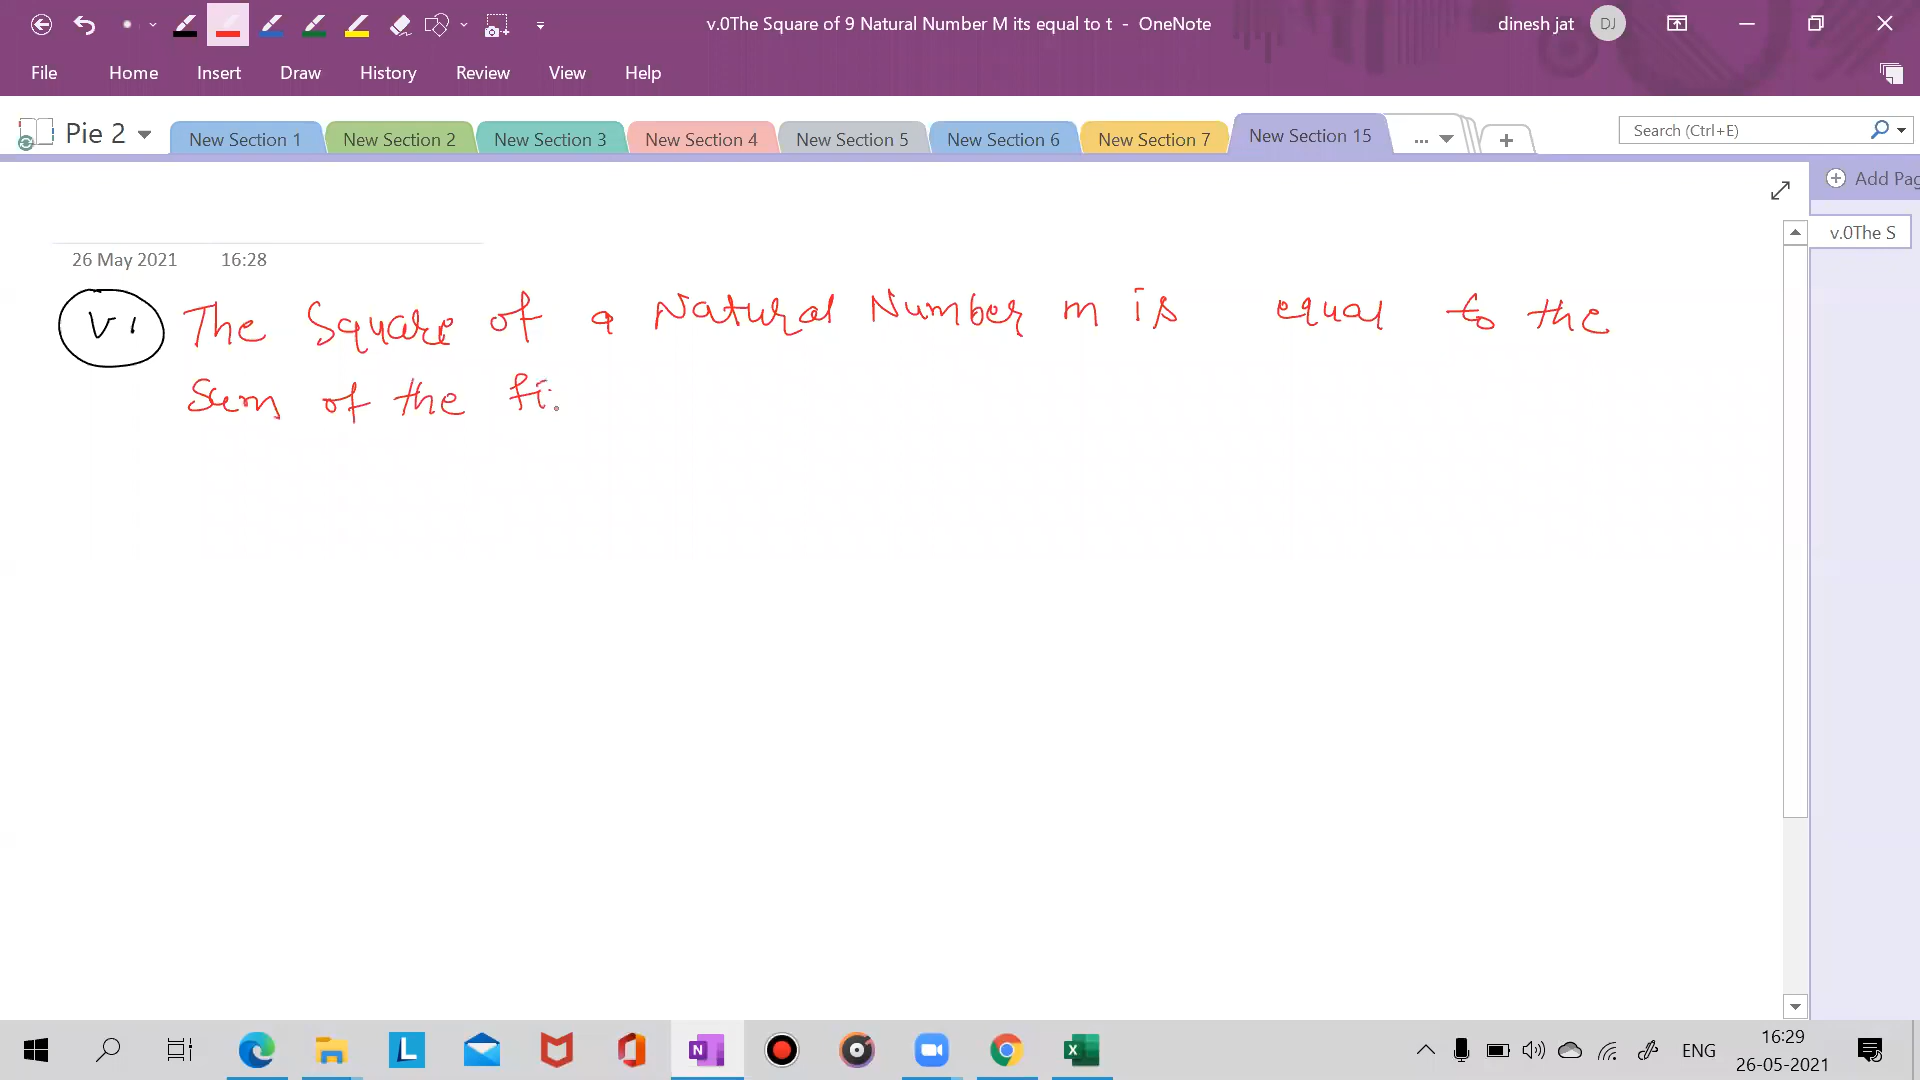 v.0The Square of 9 Natural Number M its equal to t - OneNote
dinesh jat
DJ
File Home Insert Draw History Review View Help
Pie 2
New Section 1 New Section 2 New Section 3 New Section 4 New Section 5 New Section 6 New Section 7 New Section 15 ... +
Search (Ctrl+E)
Add Pag
v.0The S
26 May 2021 16:28
VI The Square of a Natural Number m is equal to the
Sum of the fi
ENG
16:29
26-05-2021